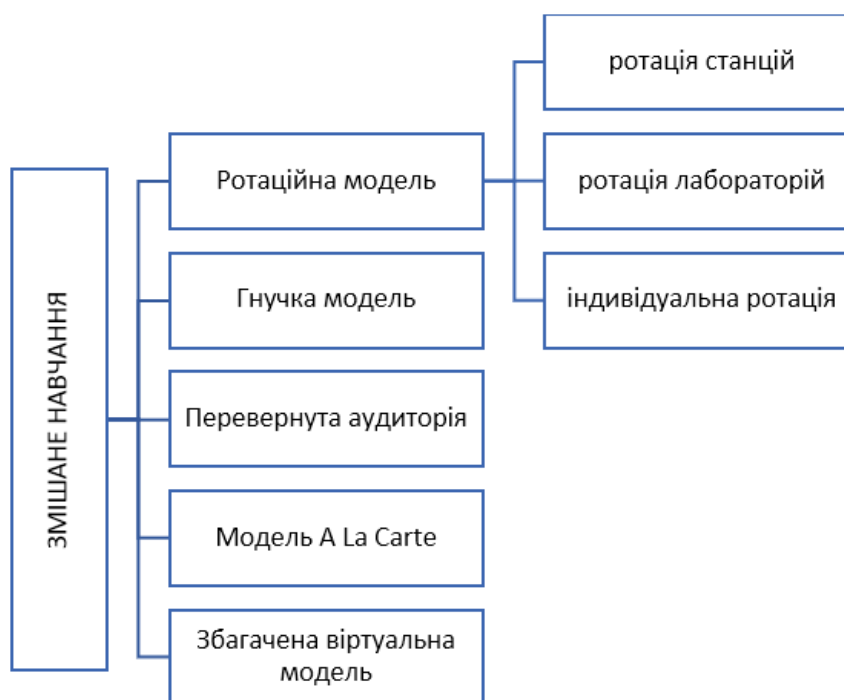 ЗМІШАНЕ НАВЧАННЯ
Ротаційна модель
ротація станцій
ротація лабораторій
індивідуальна ротація
Гнучка модель
Перевернута аудиторія
Модель A La Carte
Збагачена віртуальна
модель